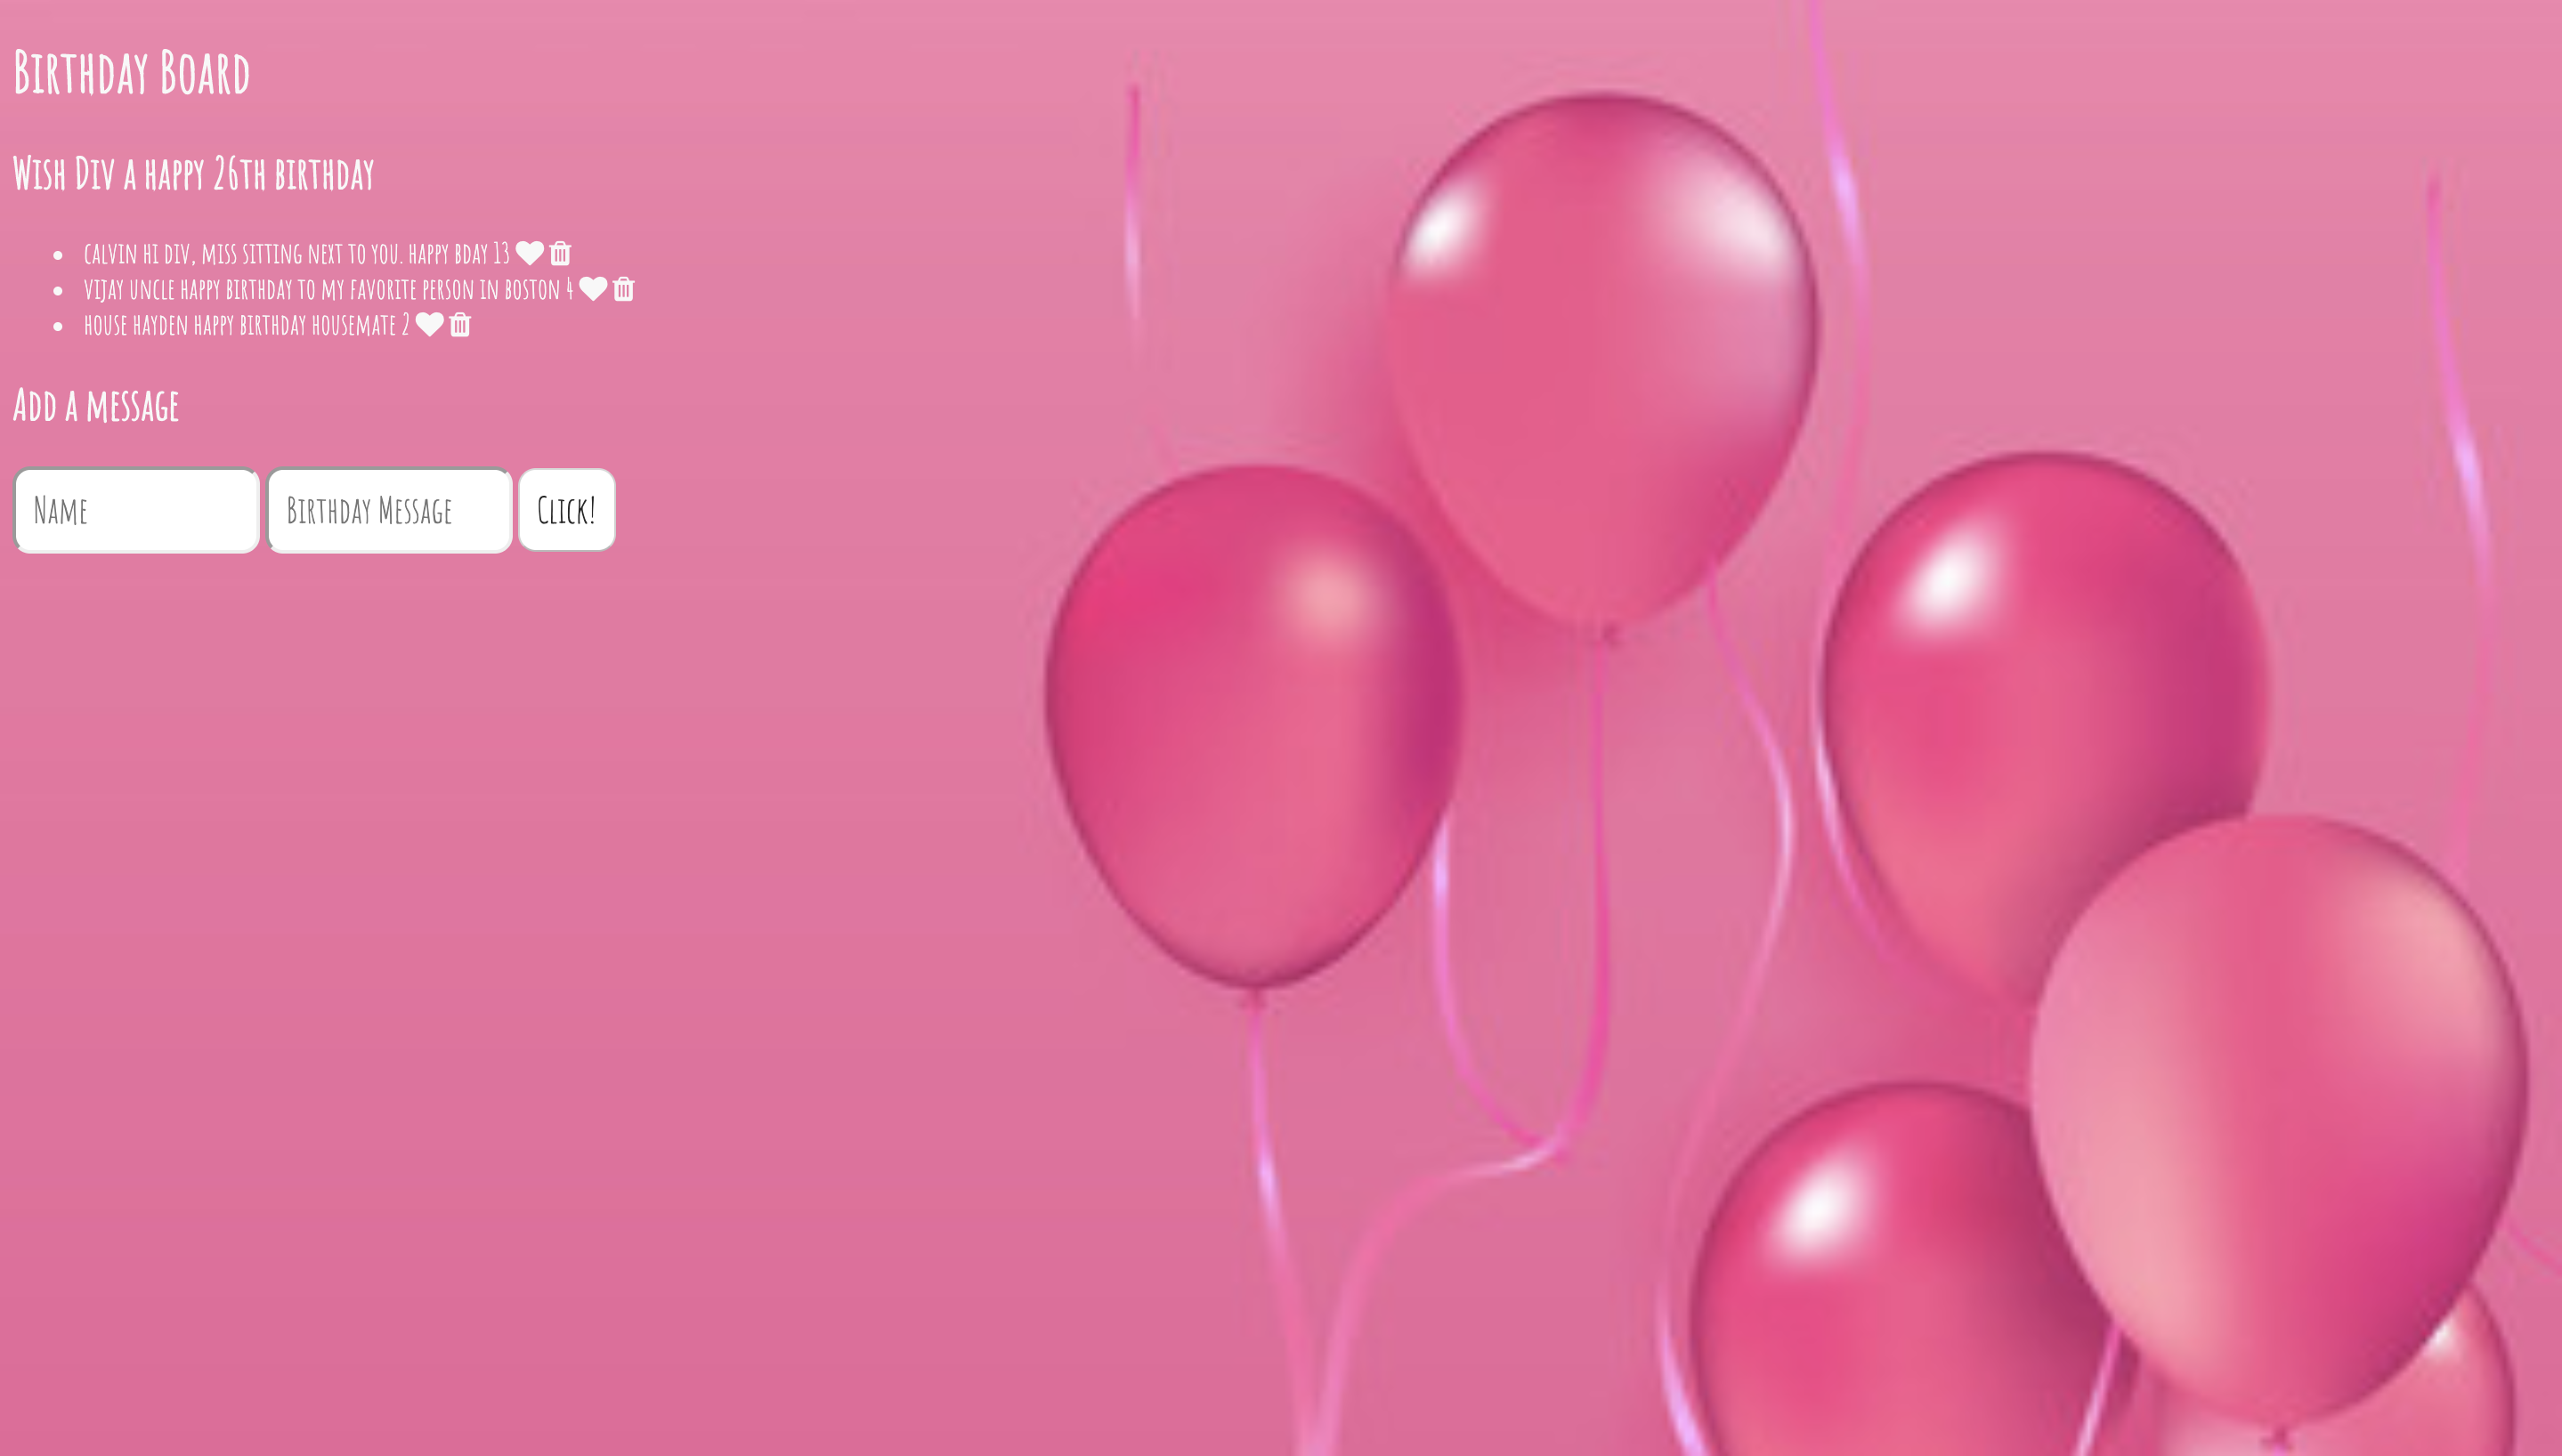 Birthday Board
Wish Div a happy 26th birthday
calvin hi div, miss sitting next to you. happy bday 13
vijay uncle happy birthday to my favorite person in boston 4
house hayden happy birthday housemate 2
Add a message
Name Birthday Message Click!